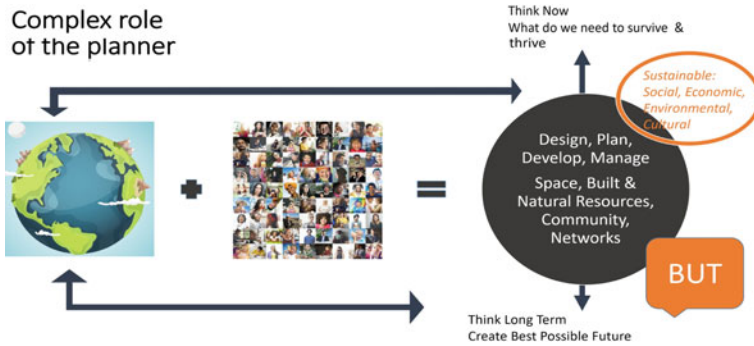 Complex role
of the planner
Think Now
What do we need to survive &
thrive
Sustainable:
Social, Economic,
Environmental,
Cultural
Design, Plan,
Develop, Manage
Space, Built &
Natural Resources,
Community,
Networks
BUT
Think Long Term
Create Best Possible Future